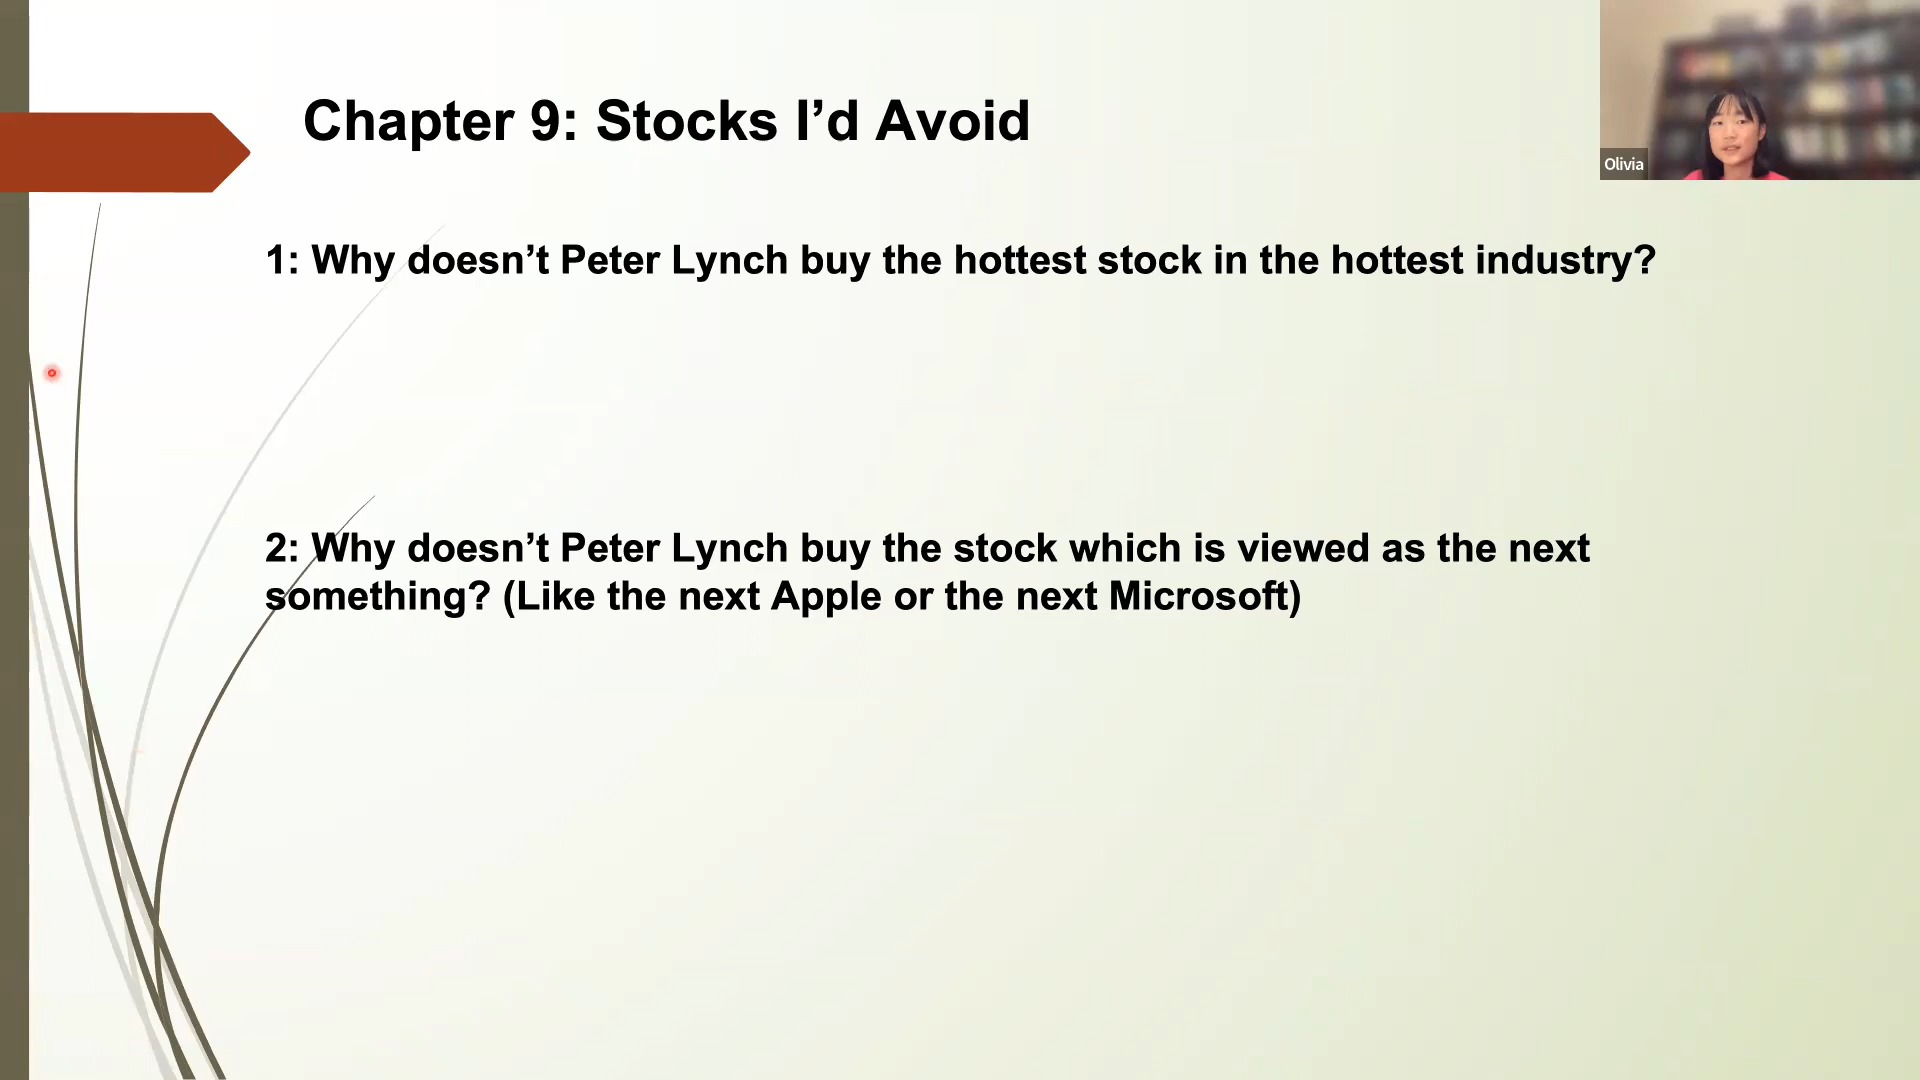 Chapter 9: Stocks I’d Avoid
Olivia
1: Why doesn’t Peter Lynch buy the hottest stock in the hottest industry?
2: Why doesn’t Peter Lynch buy the stock which is viewed as the next
something? (Like the next Apple or the next Microsoft)